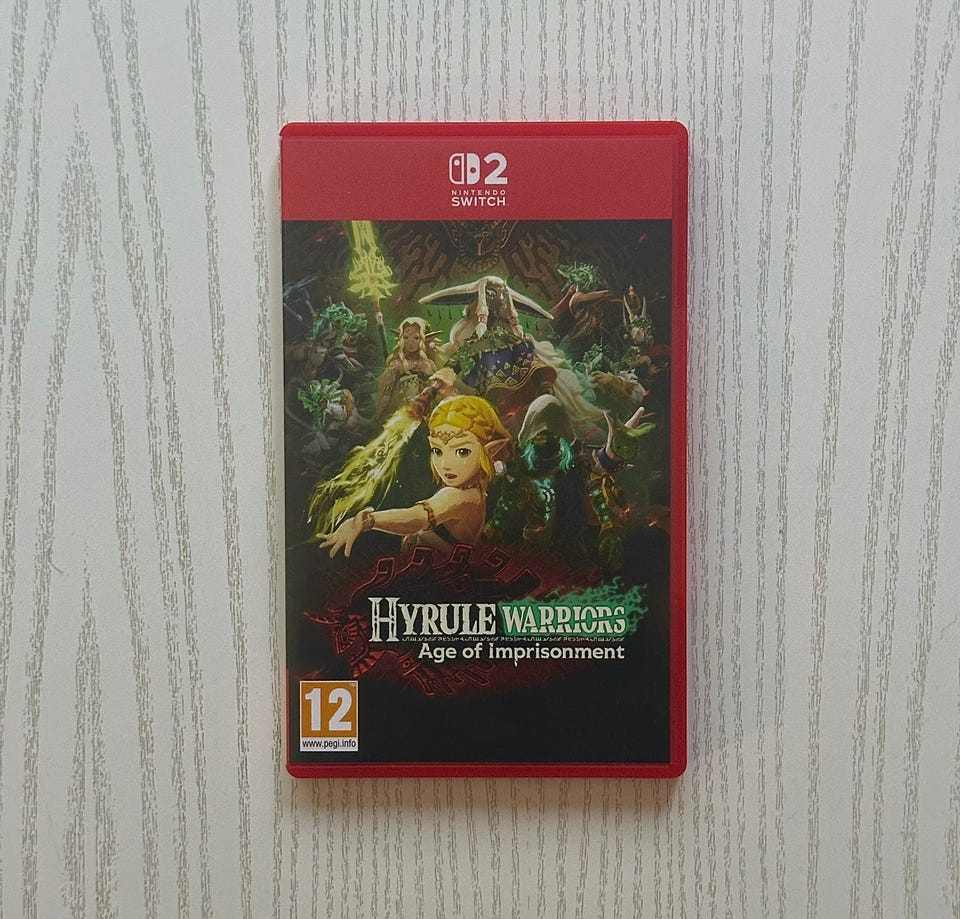 2
NINTENDO
SWITCH
HYRULE WARRIORS
Age of Imprisonment
12
www.pegi.info